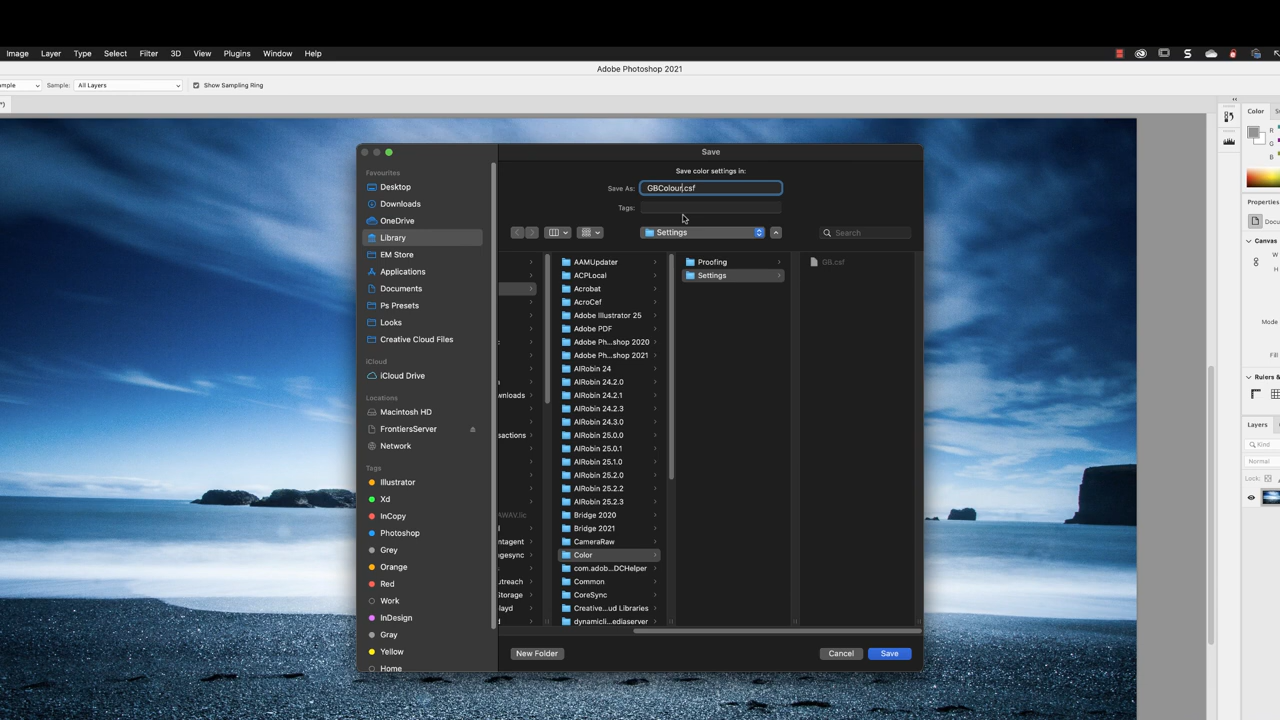 Image Layer Type Select Filter 3D View Plugins Window Help
Adobe Photoshop 2021
Sample: All Layers Show Sampling Ring
Color
R
G
B
Save
Save color settings in:
Save As: GBColour.csf
Tags:
Settings
Search
Favourites
Desktop
Downloads
OneDrive
Library
EM Store
Applications
Documents
Ps Presets
Looks
Creative Cloud Files
iCloud
iCloud Drive
Locations
Macintosh HD
FrontiersServer
Network
Tags
Illustrator
Xd
InCopy
Photoshop
Grey
Orange
Red
Work
InDesign
Gray
Yellow
Home
AAMUpdater
ACPLocal
Acrobat
AcroCef
Adobe Illustrator 25
Adobe PDF
Adobe Ph...shop 2020
Adobe Ph...shop 2021
AIRobin 24
AIRobin 24.2.0
AIRobin 24.2.1
AIRobin 24.2.3
AIRobin 24.3.0
AIRobin 25.0.0
AIRobin 25.0.1
AIRobin 25.1.0
AIRobin 25.2.0
AIRobin 25.2.2
AIRobin 25.2.3
Bridge 2020
Bridge 2021
CameraRaw
Color
com.adob...DCHelper
Common
CoreSync
Creative...ud Libraries
dynamicli...ediaserver
Proofing
Settings
GB.csf
New Folder
Cancel
Save
Properties
Canvas
W
H
Mode
Fill
Rulers &
Layers
Kind
Normal
Lock: